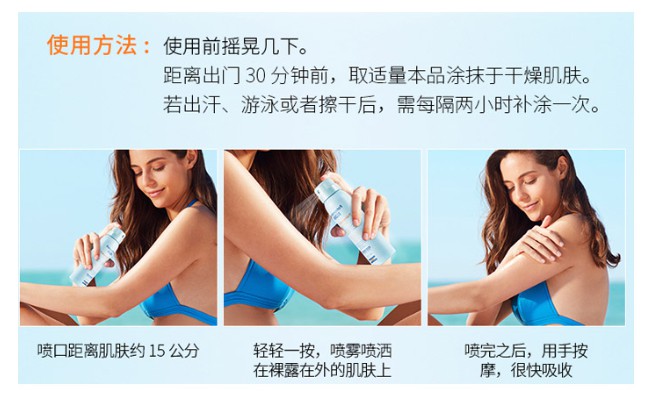 使用方法： 使用前摇晃几下。
距离出门 30 分钟前，取适量本品涂抹于干燥肌肤。
若出汗、游泳或者擦干后，需每隔两小时补涂一次。
喷口距离肌肤约 15 公分
轻轻一按，喷雾喷洒
在裸露在外的肌肤上
喷完之后，用手按
摩，很快吸收